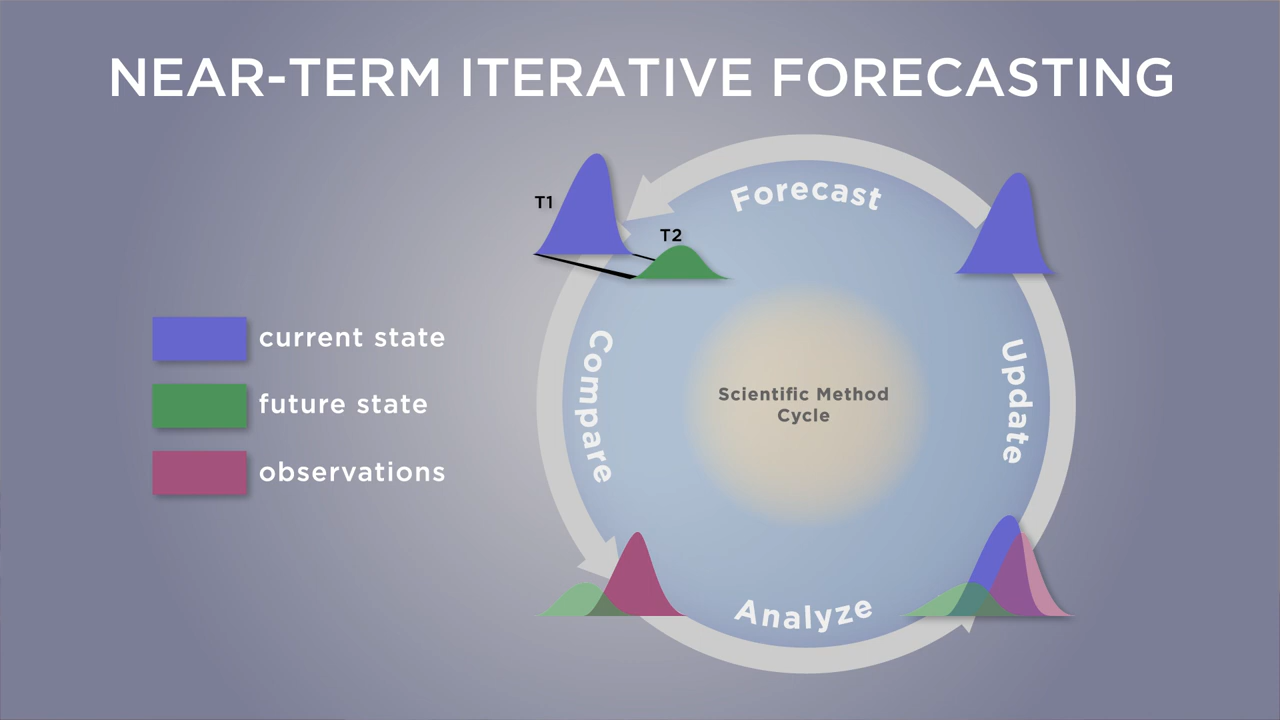 NEAR-TERM ITERATIVE FORECASTING
Forecast
T1
T2
current state
future state
observations
Compare
Scientific Method
Cycle
Update
Analyze